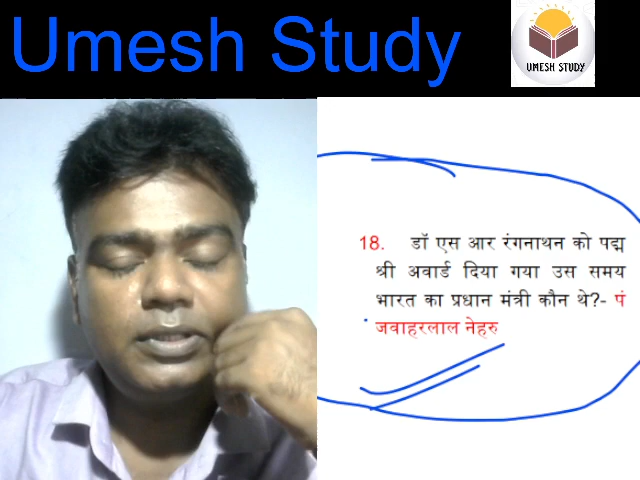 Umesh Study
UMESH STUDY
18. डॉ एस आर रंगनाथन को पद्म
श्री अवार्ड दिया गया उस समय
भारत का प्रधान मंत्री कौन थे?- पं
जवाहरलाल नेहरु